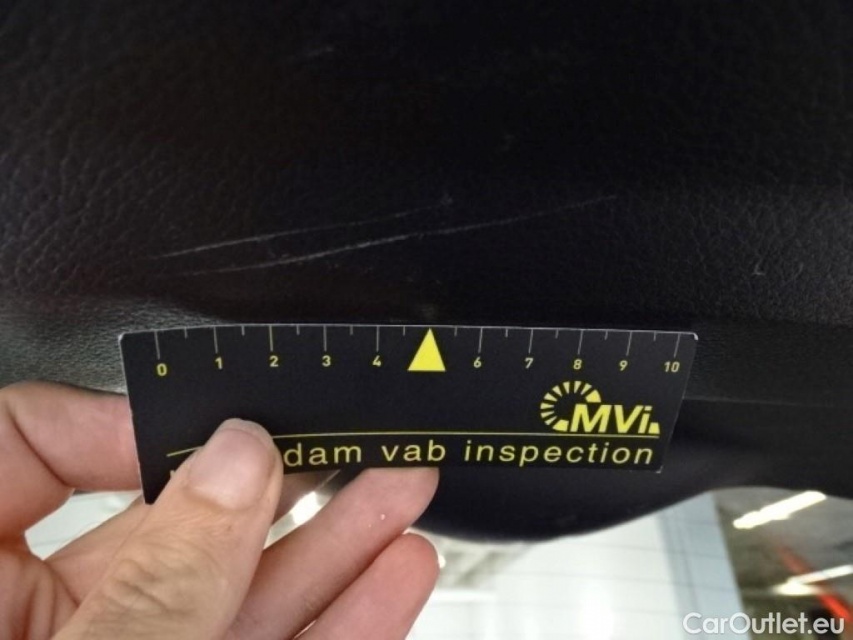 0 1 2 3 4 6 7 8 9 10
MVi
dam vab inspection
CarOutlet.eu